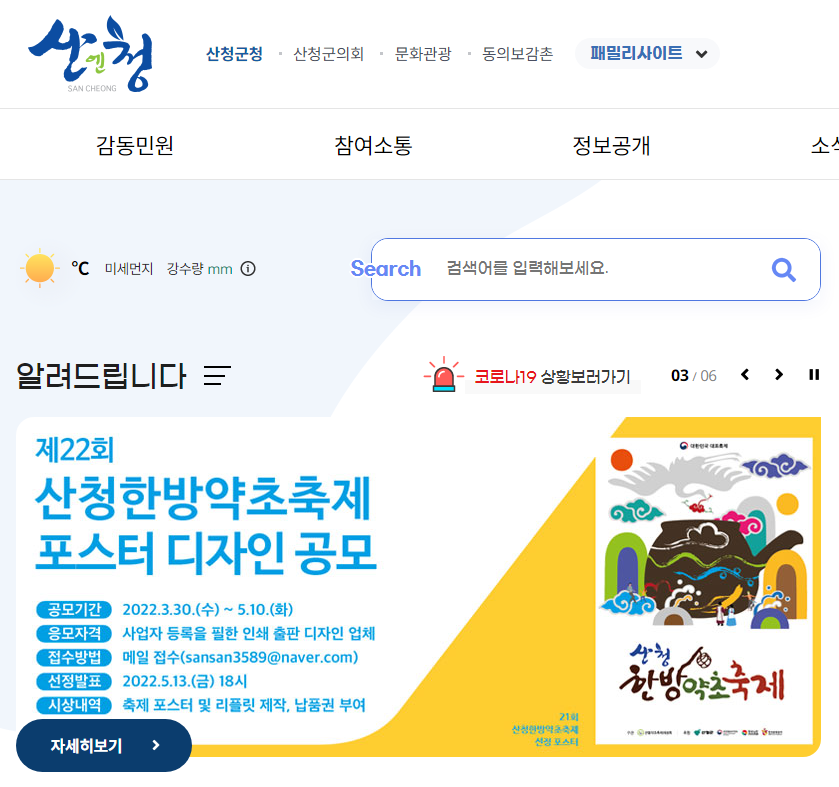 산엔청
SAN CHEONG
산청군청 산청군의회 문화관광 동의보감촌 패밀리사이트
감동민원 참여소통 정보공개
℃ 미세먼지 강수량 mm
Search 검색어를 입력해보세요.
알려드립니다
코로나19 상황보러가기 03 / 06
제22회
산청한방약초축제
포스터 디자인 공모
공모기간 2022.3.30.(수) ~ 5.10.(화)
응모자격 사업자 등록을 필한 인쇄 출판 디자인 업체
접수방법 메일 접수(sansan3589@naver.com)
선정발표 2022.5.13.(금) 18시
시상내역 축제 포스터 및 리플릿 제작, 납품권 부여
자세히보기
21회
산청한방약초축제
선정 포스터
대한민국 대표축제
산청
한방약초축제